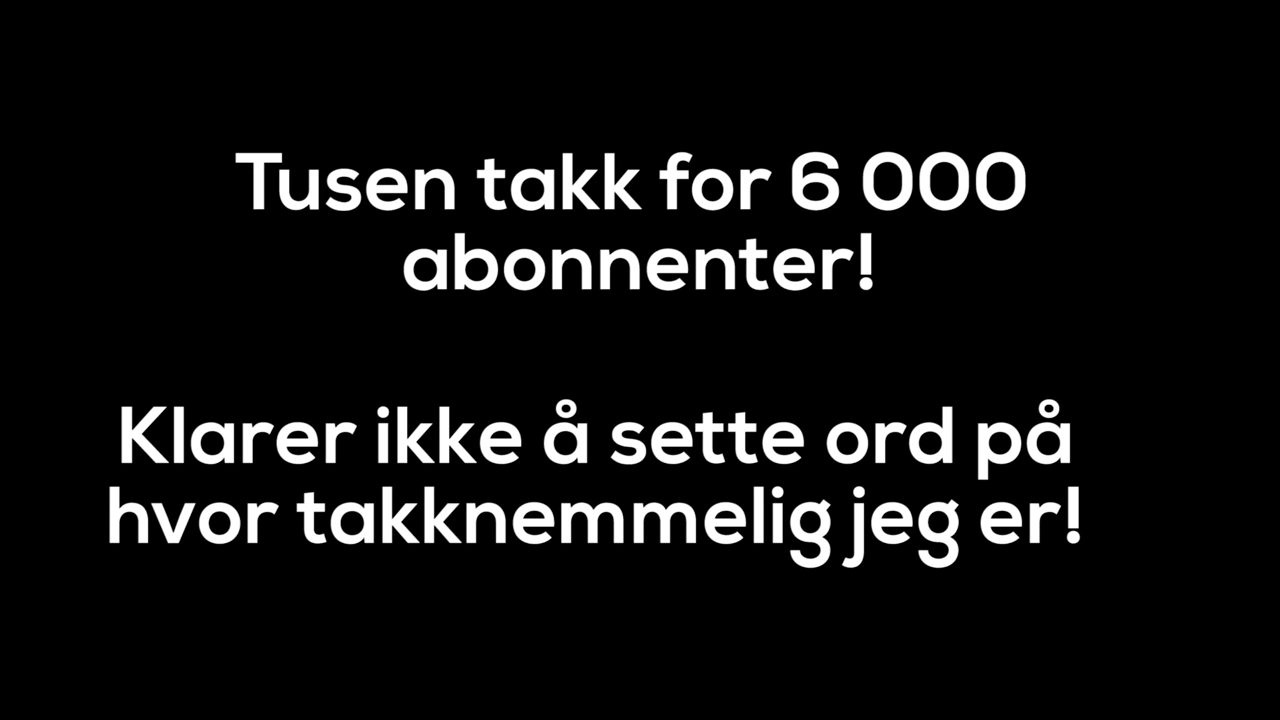 Tusen takk for 6 000
abonnenter!
Klarer ikke å sette ord på
hvor takknemmelig jeg er!